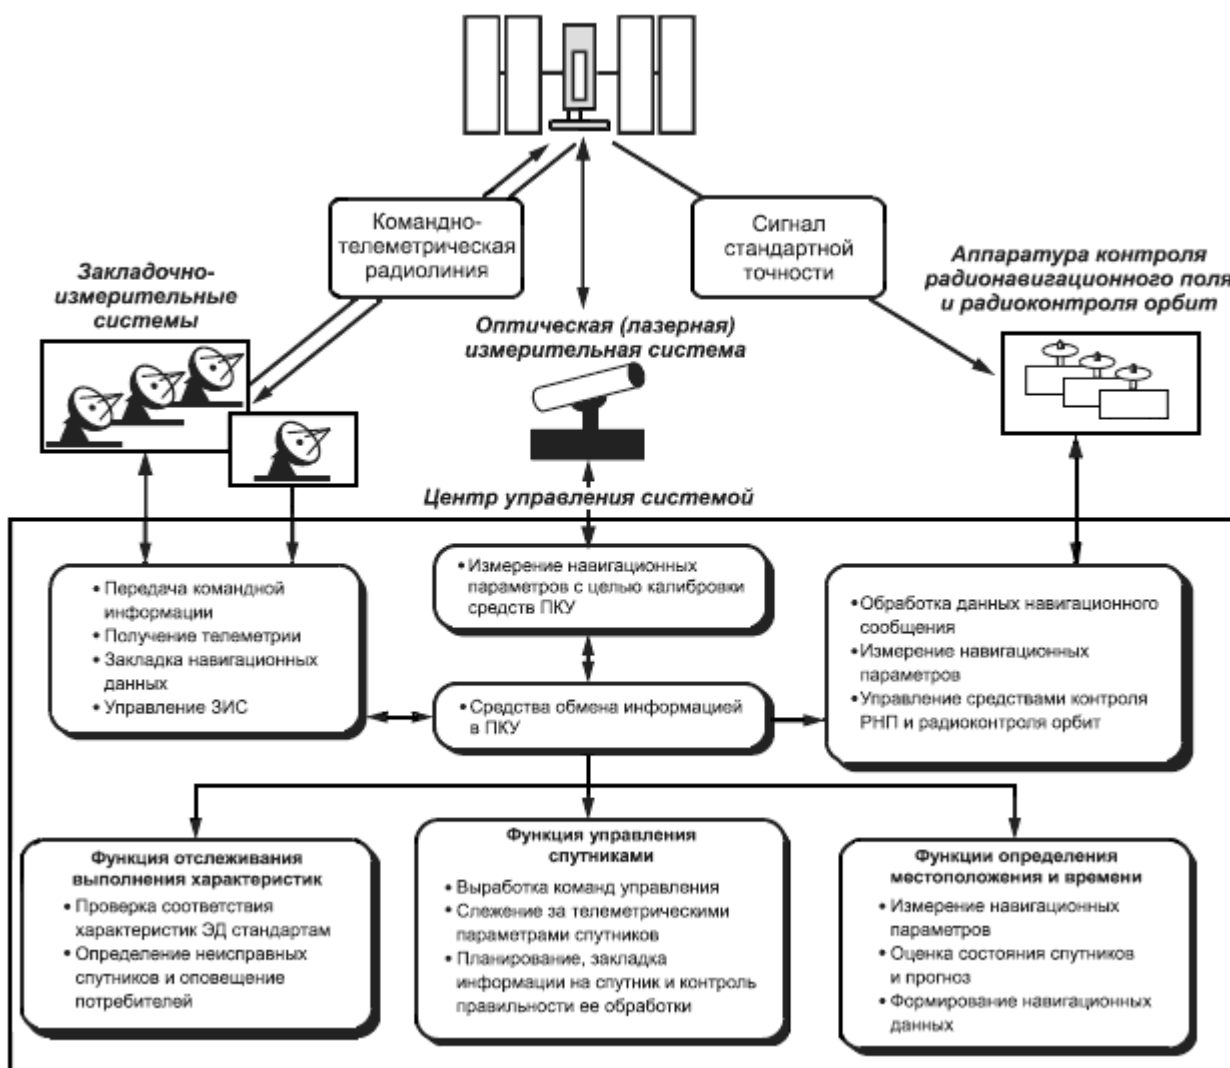 Командно-
телеметрическая
радиолиния
Сигнал
стандартной
точности
Закладочно-
измерительные
системы
Оптическая (лазерная)
измерительная система
Аппаратура контроля
радионавигационного поля
и радиоконтроля орбит
Центр управления системой
• Передача командной
информации
• Получение телеметрии
• Закладка навигационных
данных
• Управление ЗИС
• Измерение навигационных
параметров с целью калибровки
средств ПКУ
• Средства обмена информацией
в ПКУ
• Обработка данных навигационного
сообщения
• Измерение навигационных
параметров
• Управление средствами контроля
РНП и радиоконтроля орбит
Функция отслеживания
выполнения характеристик
• Проверка соответствия
характеристик ЭД стандартам
• Определение неисправных
спутников и оповещение
потребителей
Функция управления
спутниками
• Выработка команд управления
• Слежение за телеметрическими
параметрами спутников
• Планирование, закладка
информации на спутник и контроль
правильности ее обработки
Функции определения
местоположения и времени
• Измерение навигационных
параметров
• Оценка состояния спутников
и прогноз
• Формирование навигационных
данных